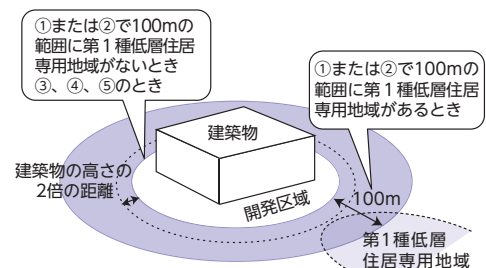 ①または②で100mの
範囲に第1種低層住居
専用地域がないとき
③、④、⑤のとき
①または②で100mの
範囲に第1種低層住居
専用地域があるとき
建築物
建築物の高さの
2倍の距離
開発区域
100m
第1種低層
住居専用地域